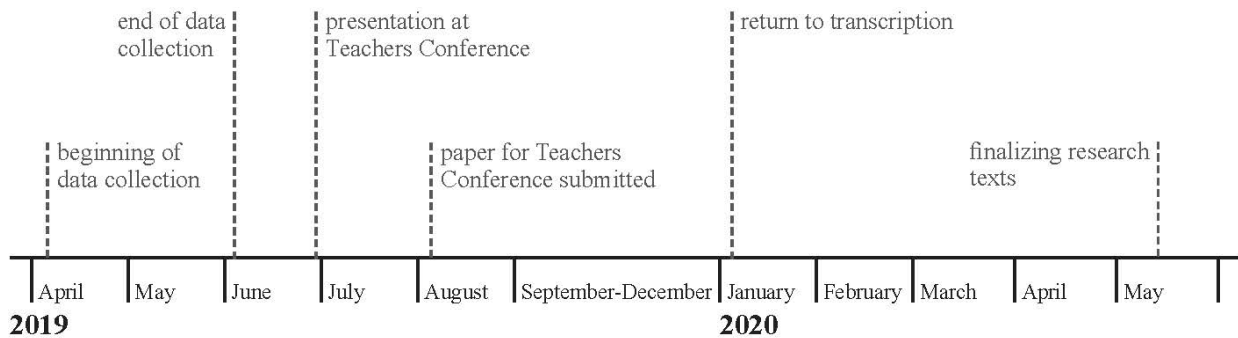 end of data
collection
presentation at
Teachers Conference
return to transcription
beginning of
data collection
paper for Teachers
Conference submitted
finalizing research
texts
April
May
June
July
August
September-December
January
February
March
April
May
2019
2020